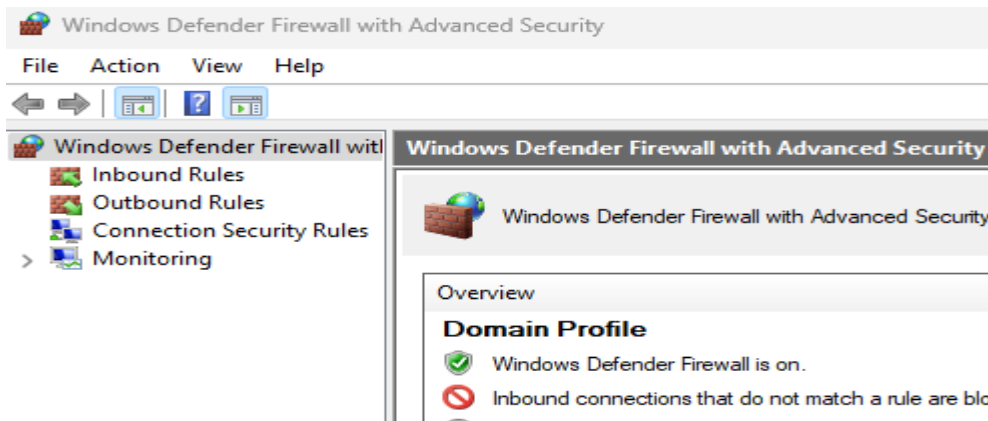 Windows Defender Firewall with Advanced Security
File Action View Help
Windows Defender Firewall with
Inbound Rules
Outbound Rules
Connection Security Rules
Monitoring
Windows Defender Firewall with Advanced Security
Windows Defender Firewall with Advanced Security
Overview
Domain Profile
Windows Defender Firewall is on.
Inbound connections that do not match a rule are blo